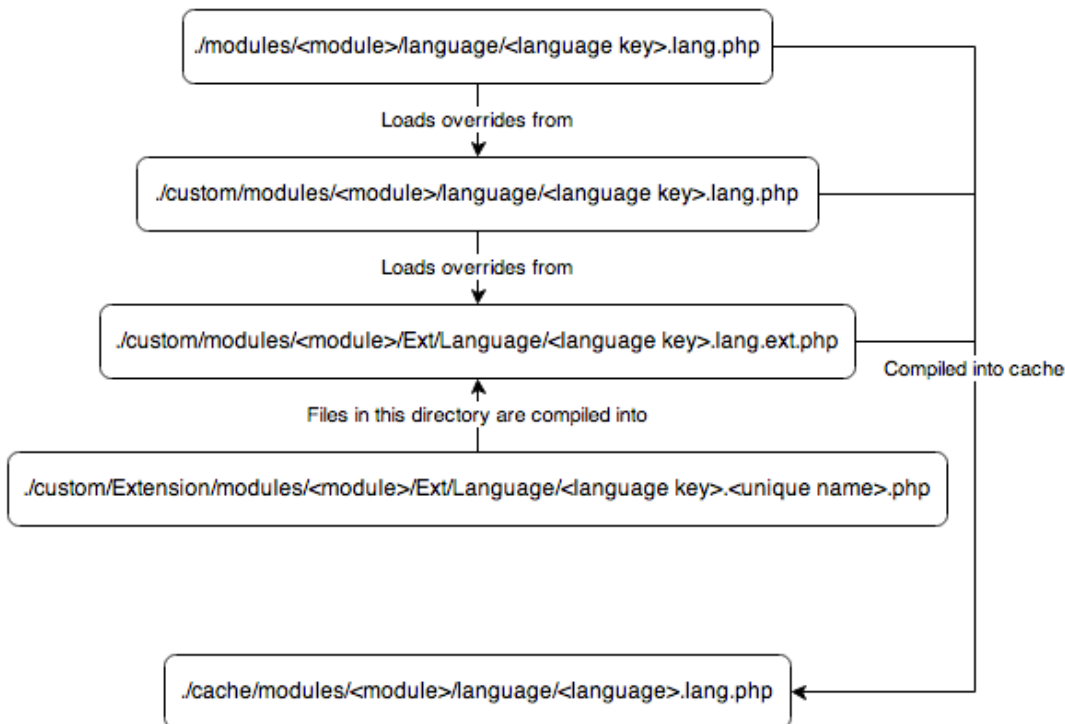 ./modules/<module>/language/<language key>.lang.php
Loads overrides from
./custom/modules/<module>/language/<language key>.lang.php
Loads overrides from
./custom/modules/<module>/Ext/Language/<language key>.lang.ext.php
Compiled into cache
Files in this directory are compiled into
./custom/Extension/modules/<module>/Ext/Language/<language key>.<unique name>.php
./cache/modules/<module>/language/<language>.lang.php